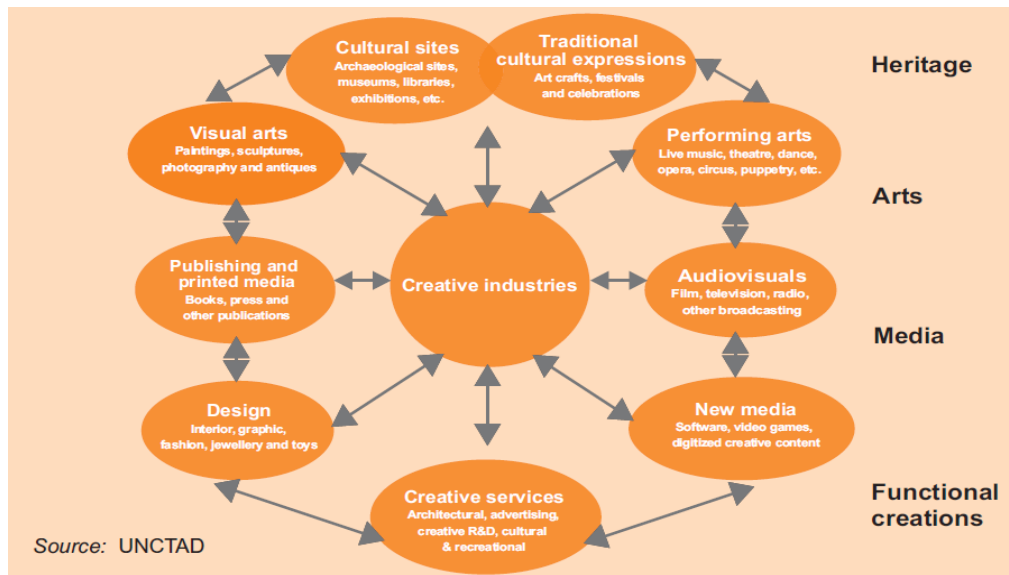 Cultural sites
Archaeological sites,
museums, libraries,
exhibitions, etc.
Traditional
cultural expressions
Art crafts, festivals
and celebrations
Heritage
Visual arts
Paintings, sculptures,
photography and antiques
Performing arts
Live music, theatre, dance,
opera, circus, puppetry, etc.
Arts
Publishing and
printed media
Books, press and
other publications
Creative industries
Audiovisuals
Film, television, radio,
other broadcasting
Media
Design
Interior, graphic,
fashion, jewellery and toys
New media
Software, video games,
digitized creative content
Creative services
Architectural, advertising,
creative R&D, cultural
& recreational
Functional
creations
Source: UNCTAD